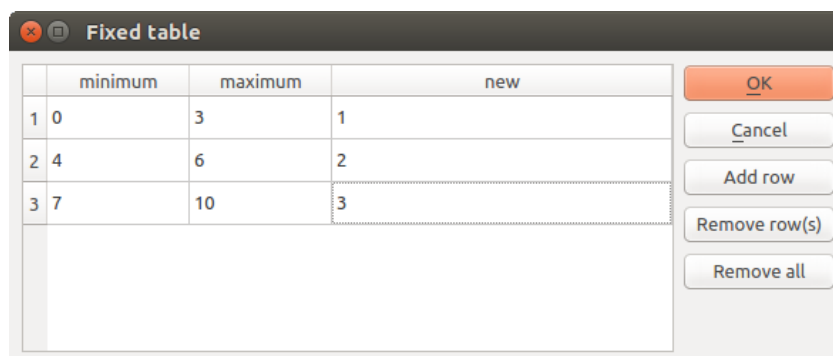 Fixed table
minimum maximum new
1 0 3 1
2 4 6 2
3 7 10 3
OK
Cancel
Add row
Remove row(s)
Remove all